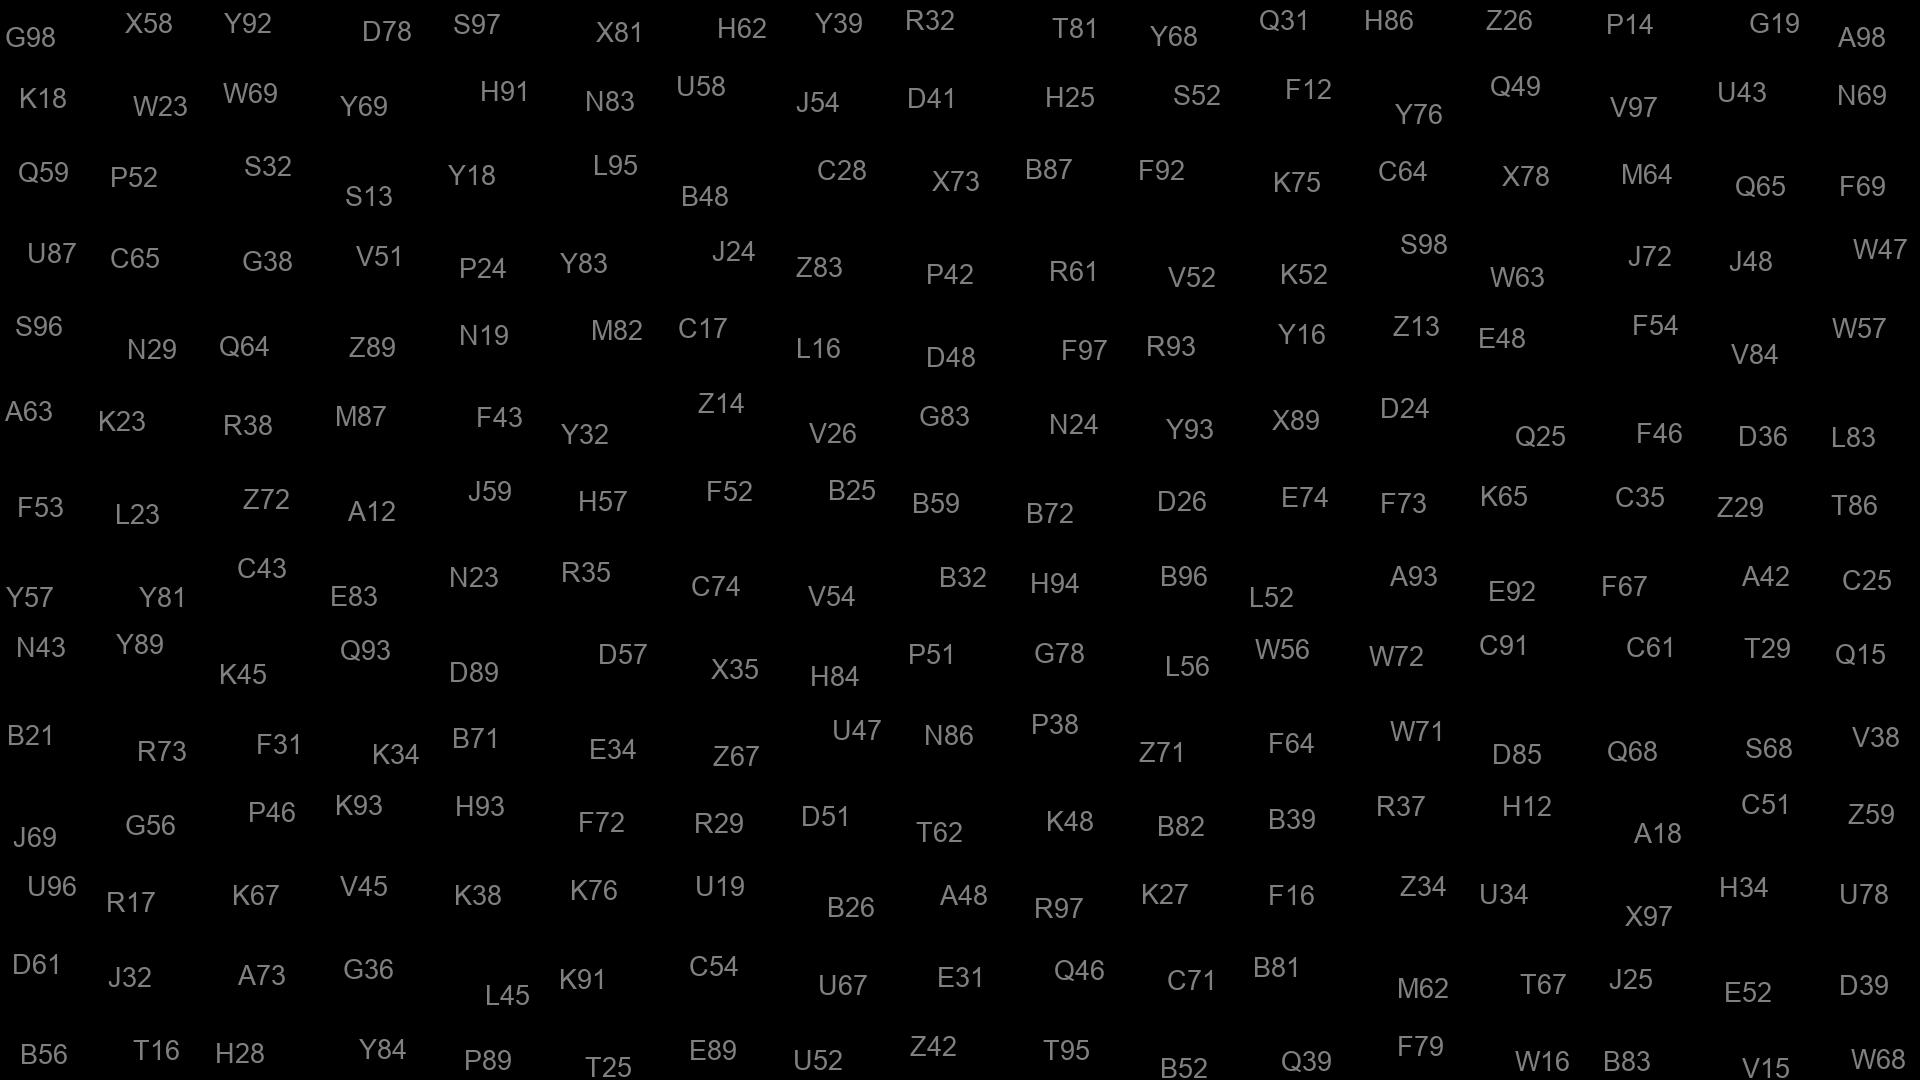 G98 X58 Y92 D78 S97 X81 H62 Y39 R32 T81 Y68 Q31 H86 Z26 P14 G19 A98
K18 W23 W69 Y69 H91 N83 U58 J54 D41 H25 S52 F12 Y76 Q49 V97 U43 N69
Q59 P52 S32 S13 Y18 L95 B48 C28 X73 B87 F92 K75 C64 X78 M64 Q65 F69
U87 C65 G38 V51 P24 Y83 J24 Z83 P42 R61 V52 K52 S98 W63 J72 J48 W47
S96 N29 Q64 Z89 N19 M82 C17 L16 D48 F97 R93 Y16 Z13 E48 F54 V84 W57
A63 K23 R38 M87 F43 Y32 Z14 V26 G83 N24 Y93 X89 D24 Q25 F46 D36 L83
F53 L23 Z72 A12 J59 H57 F52 B25 B59 B72 D26 E74 F73 K65 C35 Z29 T86
Y57 Y81 C43 E83 N23 R35 C74 V54 B32 H94 B96 L52 A93 E92 F67 A42 C25
N43 Y89 K45 Q93 D89 D57 X35 H84 P51 G78 L56 W56 W72 C91 C61 T29 Q15
B21 R73 F31 K34 B71 E34 Z67 U47 N86 P38 Z71 F64 W71 D85 Q68 S68 V38
J69 G56 P46 K93 H93 F72 R29 D51 T62 K48 B82 B39 R37 H12 A18 C51 Z59
U96 R17 K67 V45 K38 K76 U19 B26 A48 R97 K27 F16 Z34 U34 X97 H34 U78
D61 J32 A73 G36 L45 K91 C54 U67 E31 Q46 C71 B81 M62 T67 J25 E52 D39
B56 T16 H28 Y84 P89 T25 E89 U52 Z42 T95 B52 Q39 F79 W16 B83 V15 W68